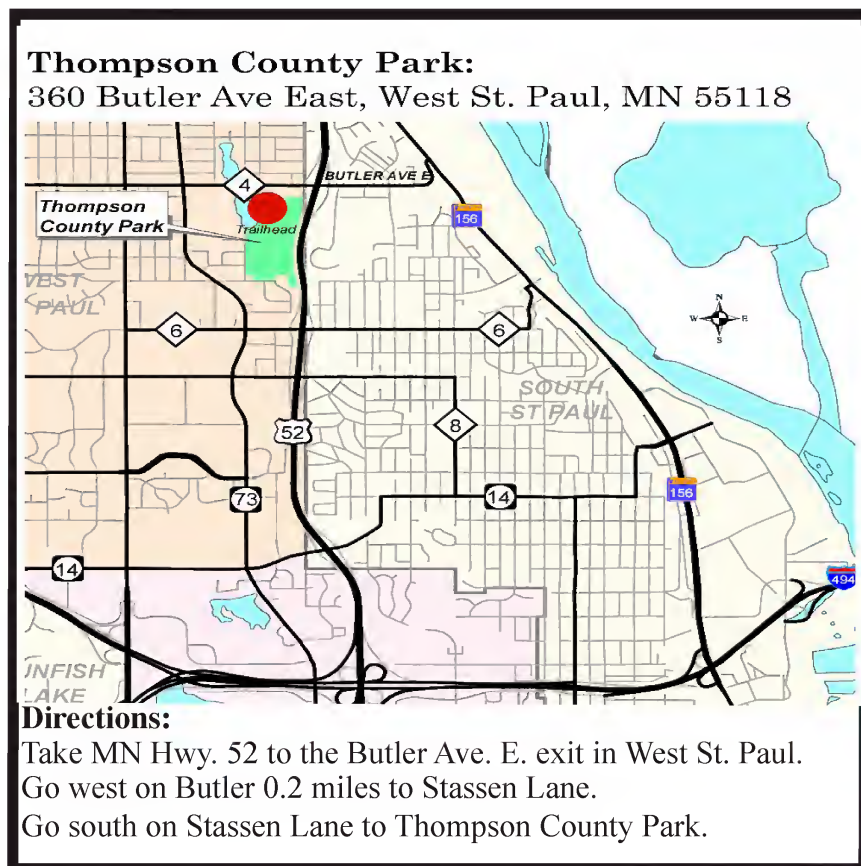 Thompson County Park:
360 Butler Ave East, West St. Paul, MN 55118
BUTLER AVE E
4
Thompson
County Park
Trailhead
156
WEST
PAUL
N
W E
S
6
6
SOUTH
ST PAUL
52
8
73
14
156
14
494
UNFISH
LAKE
Directions:
Take MN Hwy. 52 to the Butler Ave. E. exit in West St. Paul.
Go west on Butler 0.2 miles to Stassen Lane.
Go south on Stassen Lane to Thompson County Park.